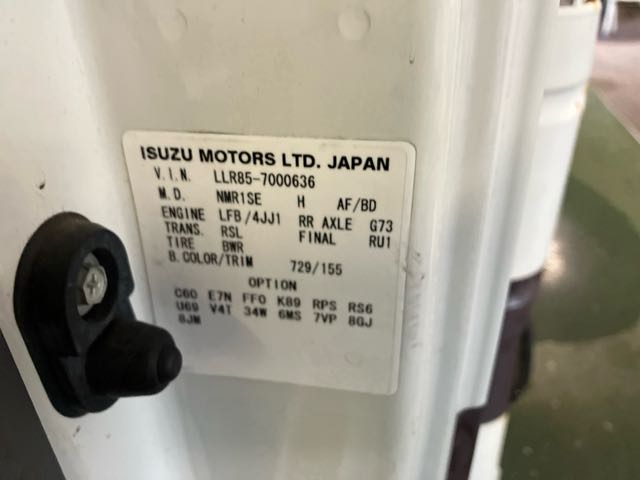 ISUZU MOTORS LTD. JAPAN
V.I.N. LLR85-7000636
M.D. NMR1SE H AF/BD
ENGINE LFB/4JJ1 RR AXLE G73
TRANS. RSL FINAL RU1
TIRE BWR
B.COLOR/TRIM 729/155
OPTION
C60 E7N FF0 K89 RPS RS6
U69 V4T 34W 6MS 7VP 8GJ
8JM